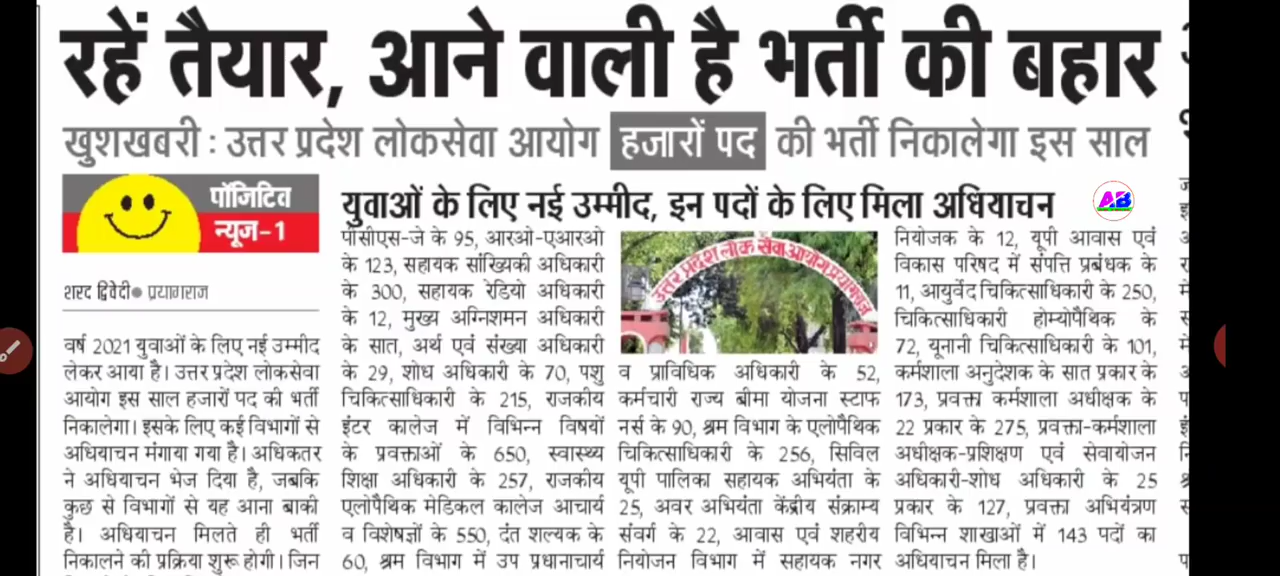 रहें तैयार, आने वाली है भर्ती की बहार
खुशखबरी : उत्तर प्रदेश लोकसेवा आयोग हजारों पद की भर्ती निकालेगा इस साल
पॉजिटिव
न्यूज-1
शरद द्विवेदी● प्रयागराज
वर्ष 2021 युवाओं के लिए नई उम्मीद
लेकर आया है। उत्तर प्रदेश लोकसेवा
आयोग इस साल हजारों पद की भर्ती
निकालेगा। इसके लिए कई विभागों से
अधियाचन मंगाया गया है। अधिकतर
ने अधियाचन भेज दिया है, जबकि
कुछ से विभागों से यह आना बाकी
है। अधियाचन मिलते ही भर्ती
निकालने की प्रक्रिया शुरू होगी। जिन
युवाओं के लिए नई उम्मीद, इन पदों के लिए मिला अधियाचन
AB
पीसीएस-जे के 95, आरओ-एआरओ
के 123, सहायक सांख्यिकी अधिकारी
के 300, सहायक रेडियो अधिकारी
के 12, मुख्य अग्निशमन अधिकारी
के सात, अर्थ एवं संख्या अधिकारी
के 29, शोध अधिकारी के 70, पशु
चिकित्साधिकारी के 215, राजकीय
इंटर कालेज में विभिन्न विषयों
के प्रवक्ताओं के 650, स्वास्थ्य
शिक्षा अधिकारी के 257, राजकीय
एलोपैथिक मेडिकल कालेज आचार्य
व विशेषज्ञों के 550, दंत शल्यक के
60, श्रम विभाग में उप प्रधानाचार्य
उत्तर प्रदेश लोक सेवा आयोग प्रयागराज
व प्राविधिक अधिकारी के 52,
कर्मचारी राज्य बीमा योजना स्टाफ
नर्स के 90, श्रम विभाग के एलोपैथिक
चिकित्साधिकारी के 256, सिविल
यूपी पालिका सहायक अभियंता के
25, अवर अभियंता केंद्रीय संक्राम्य
संवर्ग के 22, आवास एवं शहरीय
नियोजन विभाग में सहायक नगर
नियोजक के 12, यूपी आवास एवं
विकास परिषद में संपत्ति प्रबंधक के
11, आयुर्वेद चिकित्साधिकारी के 250,
चिकित्साधिकारी होम्योपैथिक के
72, यूनानी चिकित्साधिकारी के 101,
कर्मशाला अनुदेशक के सात प्रकार के
173, प्रवक्ता कर्मशाला अधीक्षक के
22 प्रकार के 275, प्रवक्ता-कर्मशाला
अधीक्षक-प्रशिक्षण एवं सेवायोजन
अधिकारी-शोध अधिकारी के 25
प्रकार के 127, प्रवक्ता अभियंत्रण
विभिन्न शाखाओं में 143 पदों का
अधियाचन मिला है।